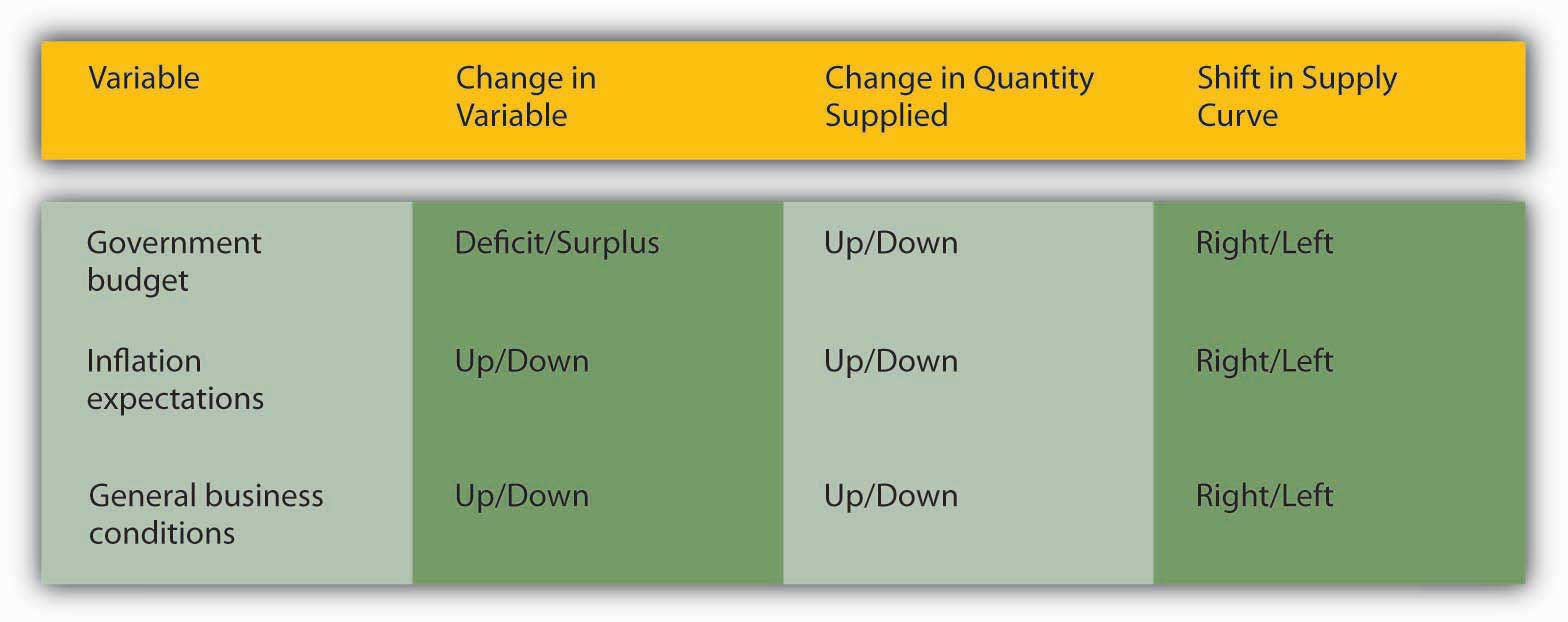 Variable
Change in
Variable
Change in Quantity
Supplied
Shift in Supply
Curve
Government
budget
Deficit/Surplus
Up/Down
Right/Left
Inflation
expectations
Up/Down
Up/Down
Right/Left
General business
conditions
Up/Down
Up/Down
Right/Left